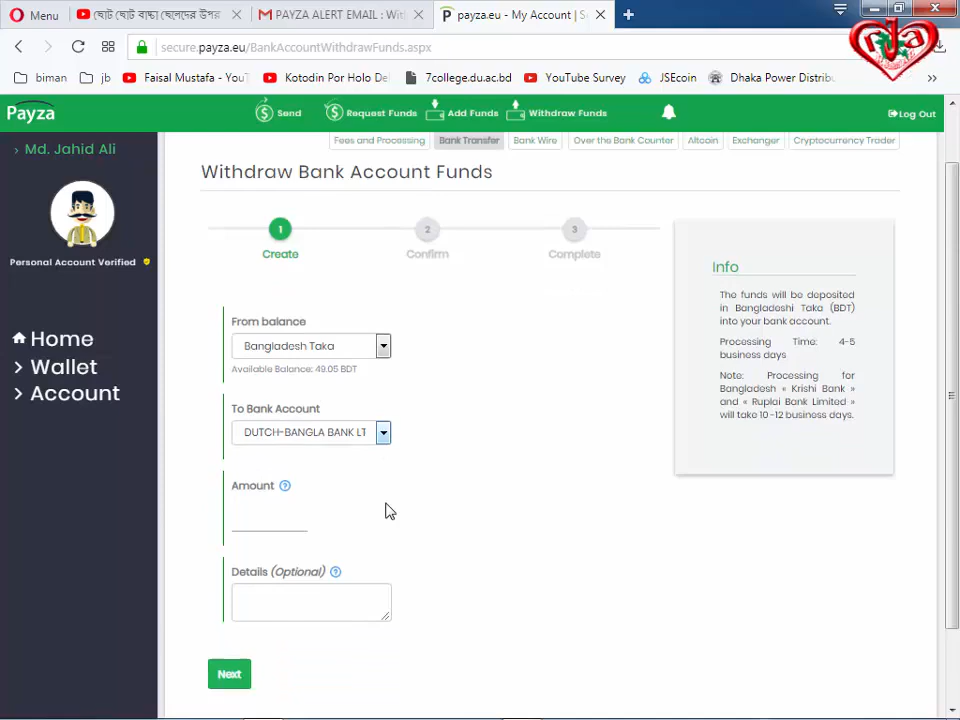 Menu
ছোট ছোট বাচ্চা ছেলেদের উপর
PAYZA ALERT EMAIL : Wit
payza.eu - My Account | S
secure.payza.eu/BankAccountWithdrawFunds.aspx
biman
jb
Faisal Mustafa - You
Kotodin Por Holo De
7college.du.ac.bd
YouTube Survey
JSEcoin
Dhaka Power Distribu
rja
Payza
Send
Request Funds
Add Funds
Withdraw Funds
Log Out
Md. Jahid Ali
Personal Account Verified
Home
Wallet
Account
Fees and Processing
Bank Transfer
Bank Wire
Over the Bank Counter
Altcoin
Exchanger
Cryptocurrency Trader
Withdraw Bank Account Funds
1
2
3
Create
Confirm
Complete
From balance
Bangladesh Taka
Available Balance: 49.05 BDT
To Bank Account
DUTCH-BANGLA BANK LT
Amount
Details (Optional)
Next
Info
The funds will be deposited
in Bangladeshi Taka (BDT)
into your bank account.
Processing Time: 4-5
business days
Note: Processing for
Bangladesh « Krishi Bank »
and « Ruplai Bank Limited »
will take 10 -12 business days.